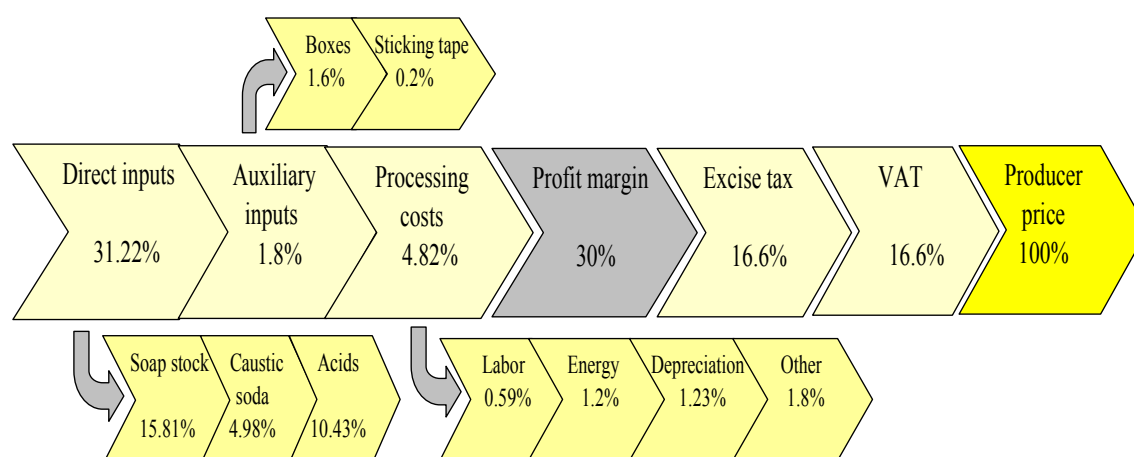 Boxes
1.6%
Sticking tape
0.2%
Direct inputs
31.22%
Auxiliary
inputs
1.8%
Processing
costs
4.82%
Profit margin
30%
Excise tax
16.6%
VAT
16.6%
Producer
price
100%
Soap stock
15.81%
Caustic
soda
4.98%
Acids
10.43%
Labor
0.59%
Energy
1.2%
Depreciation
1.23%
Other
1.8%